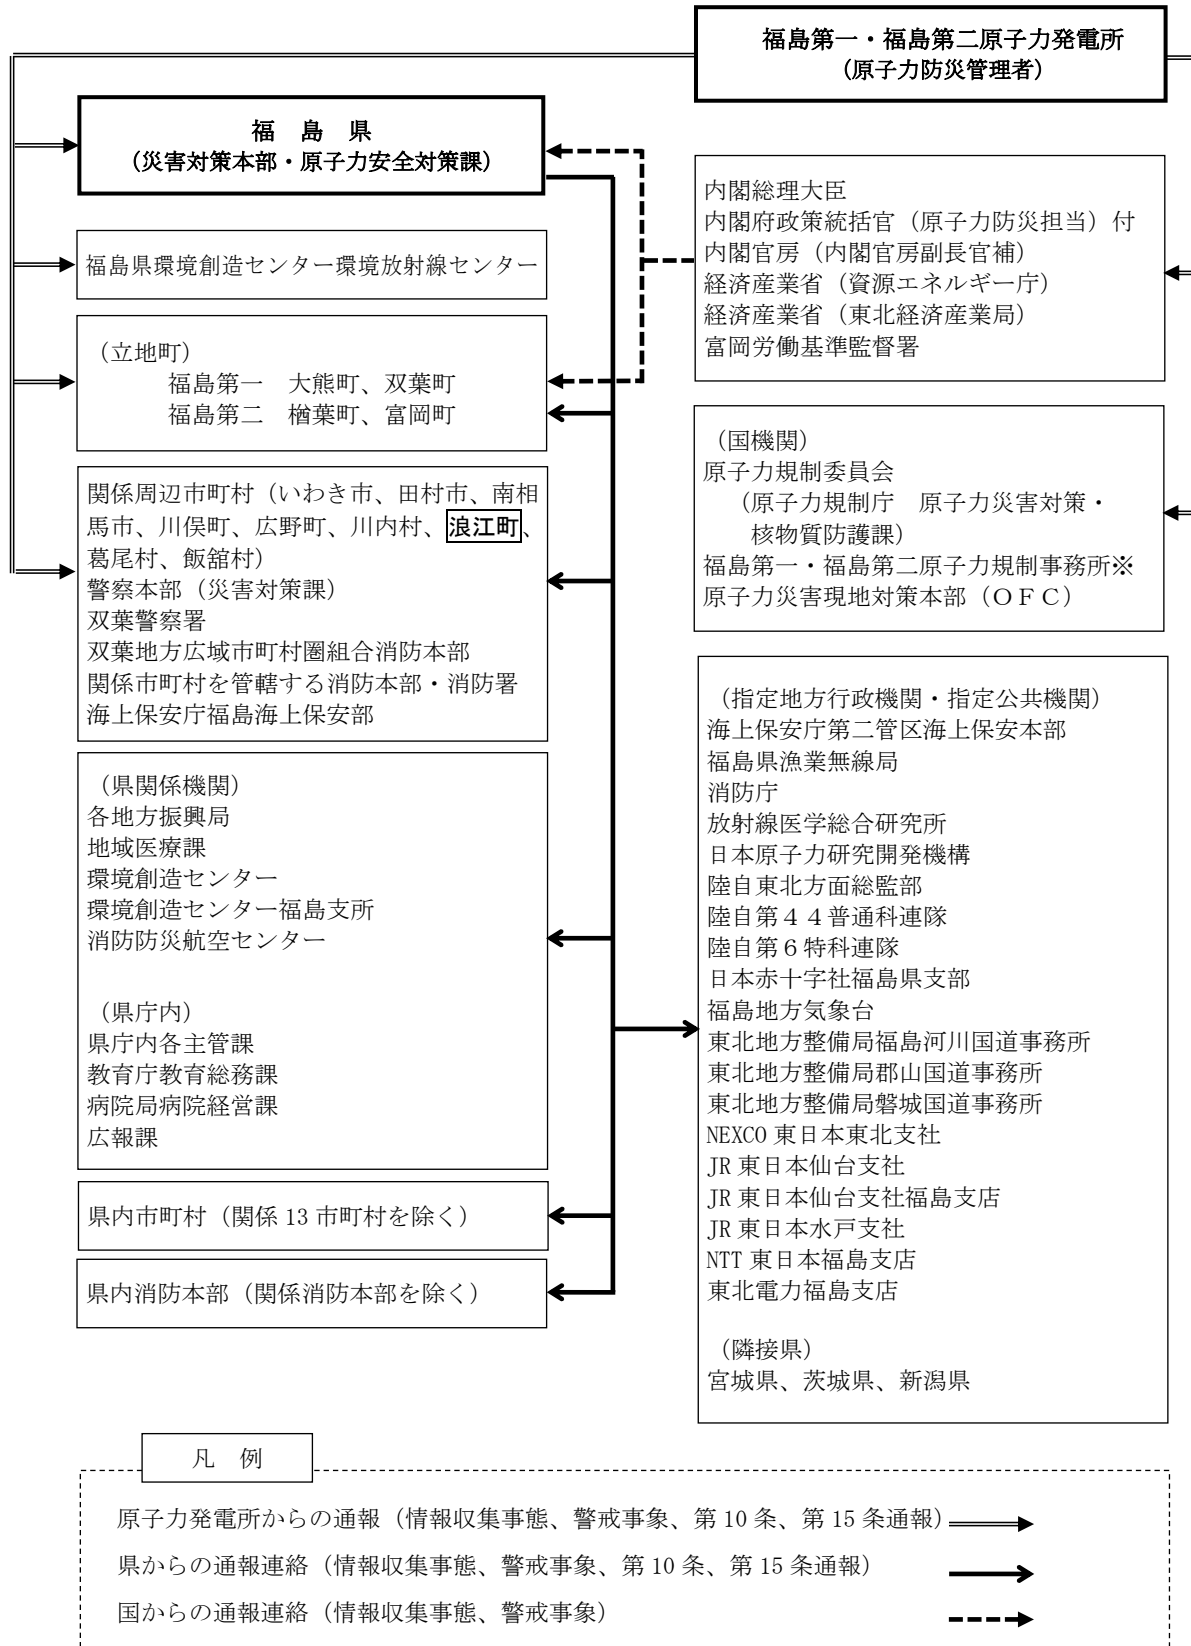 福島第一・福島第二原子力発電所
(原子力防災管理者)
福　島　県
(災害対策本部・原子力安全対策課)
福島県環境創造センター環境放射線センター
（立地町）
福島第一　大熊町、双葉町
福島第二　楢葉町、富岡町
関係周辺市町村（いわき市、田村市、南相
馬市、川俣町、広野町、川内村、浪江町、
葛尾村、飯舘村）
警察本部（災害対策課）
双葉警察署
双葉地方広域市町村圏組合消防本部
関係市町村を管轄する消防本部・消防署
海上保安庁福島海上保安部
（県関係機関）
各地方振興局
地域医療課
環境創造センター
環境創造センター福島支所
消防防災航空センター
（県庁内）
県庁内各主管課
教育庁教育総務課
病院局病院経営課
広報課
県内市町村（関係 13 市町村を除く）
県内消防本部（関係消防本部を除く）
内閣総理大臣
内閣府政策統括官（原子力防災担当）付
内閣官房（内閣官房副長官補）
経済産業省（資源エネルギー庁）
経済産業省（東北経済産業局）
富岡労働基準監督署
（国機関）
原子力規制委員会
（原子力規制庁　原子力災害対策・
核物質防護課）
福島第一・福島第二原子力規制事務所※
原子力災害現地対策本部（ＯＦＣ）
（指定地方行政機関・指定公共機関）
海上保安庁第二管区海上保安本部
福島県漁業無線局
消防庁
放射線医学総合研究所
日本原子力研究開発機構
陸自東北方面総監部
陸自第４４普通科連隊
陸自第６特科連隊
日本赤十字社福島県支部
福島地方気象台
東北地方整備局福島河川国道事務所
東北地方整備局郡山国道事務所
東北地方整備局磐城国道事務所
NEXCO 東日本東北支社
JR 東日本仙台支社
JR 東日本仙台支社福島支店
JR 東日本水戸支社
NTT 東日本福島支店
東北電力福島支店
（隣接県）
宮城県、茨城県、新潟県
凡　例
原子力発電所からの通報（情報収集事態、警戒事象、第 10 条、第 15 条通報）
県からの通報連絡（情報収集事態、警戒事象、第 10 条、第 15 条通報）
国からの通報連絡（情報収集事態、警戒事象）